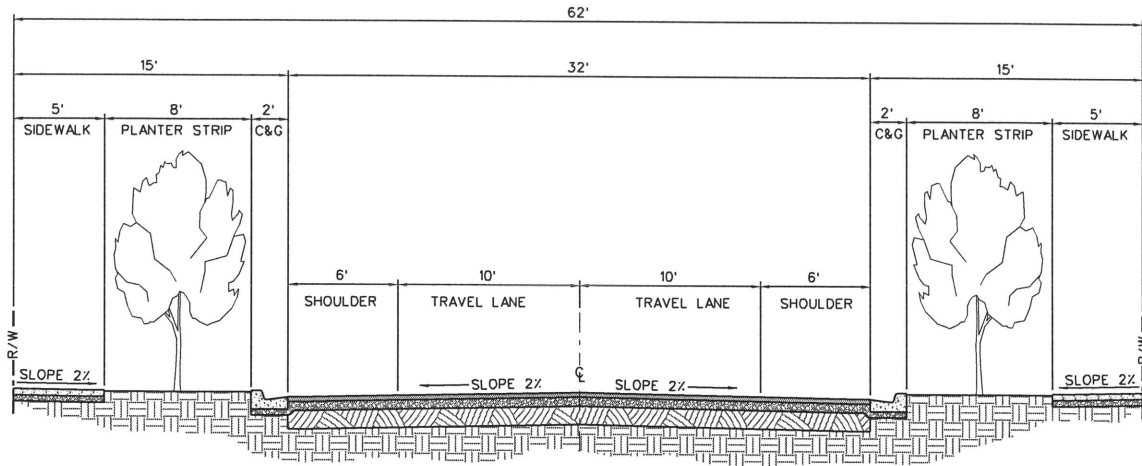 62'
15' 32' 15'
5' 8' 2' 2' 8' 5'
SIDEWALK PLANTER STRIP C&G C&G PLANTER STRIP SIDEWALK
6' 10' 10' 6'
SHOULDER TRAVEL LANE TRAVEL LANE SHOULDER
R/W R/W
SLOPE 2% SLOPE 2% ℄ SLOPE 2% SLOPE 2%